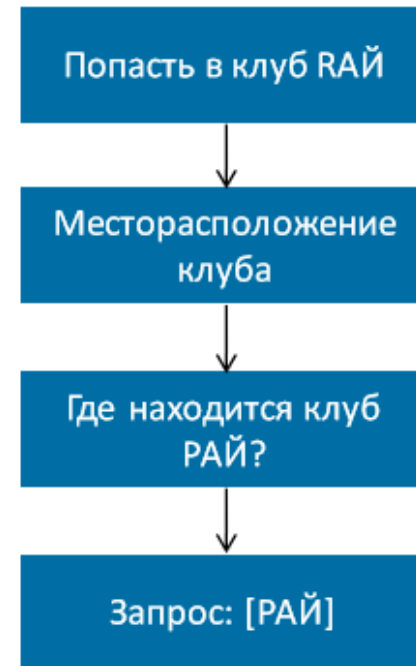 Попасть в клуб RАЙ
Месторасположение
клуба
Где находится клуб
РАЙ?
Запрос: [РАЙ]